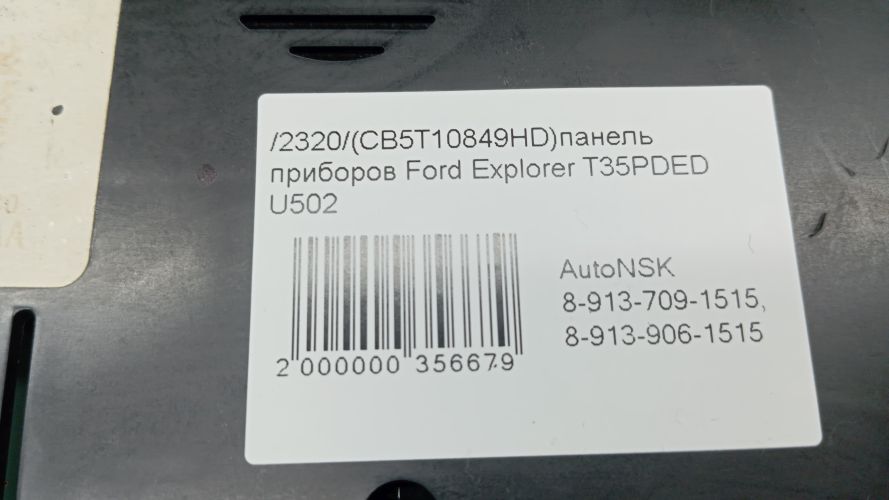 /2320/(CB5T10849HD)панель
приборов Ford Explorer T35PDED
U502
AutoNSK
8-913-709-1515,
8-913-906-1515
2 000000 356679